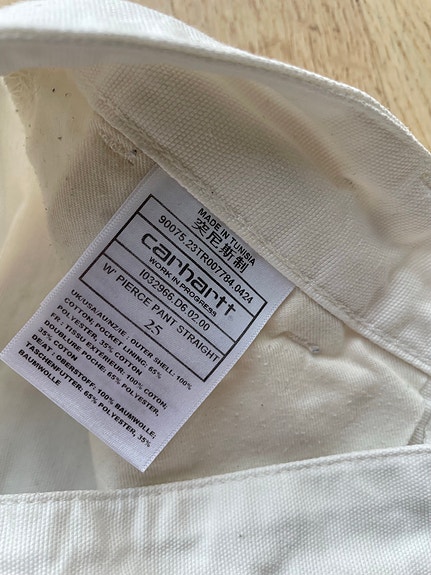 MADE IN TUNISIA
突尼斯制
90075.23TR007784.0424
carhartt
WORK IN PROGRESS
I032966.D6.02.00
W' PIERCE PANT STRAIGHT
25
UK/USA/AU/NZ/IE: OUTER SHELL: 100%
COTTON; POCKET LINING: 65%
POLYESTER, 35% COTTON
FR: TISSU EXTERIEUR: 100% COTON;
DOUBLURE POCHE: 65% POLYESTER,
35% COTON
DE/AT: OBERSTOFF: 100% BAUMWOLLE;
TASCHENFUTTER: 65% POLYESTER, 35%
BAUMWOLLE